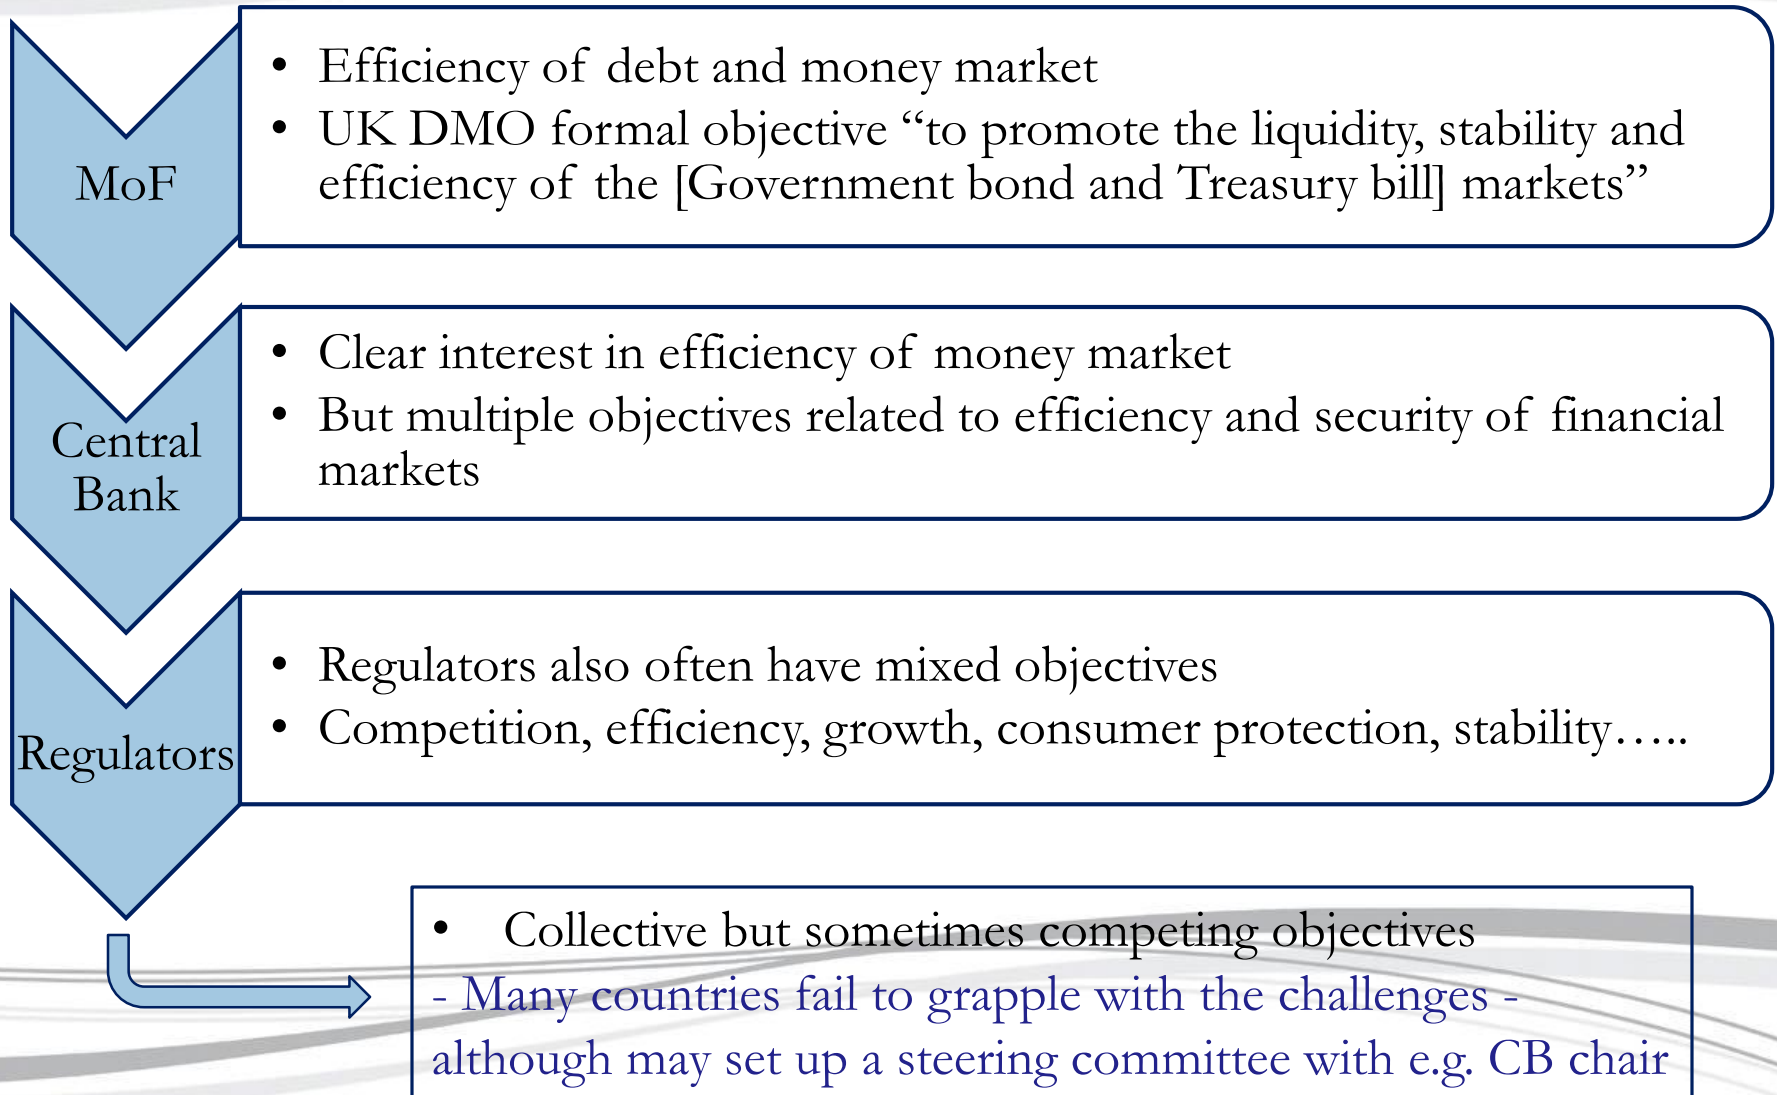 MoF
• Efficiency of debt and money market
• UK DMO formal objective “to promote the liquidity, stability and
efficiency of the [Government bond and Treasury bill] markets”
Central
Bank
• Clear interest in efficiency of money market
• But multiple objectives related to efficiency and security of financial
markets
Regulators
• Regulators also often have mixed objectives
• Competition, efficiency, growth, consumer protection, stability…..
• Collective but sometimes competing objectives
- Many countries fail to grapple with the challenges -
although may set up a steering committee with e.g. CB chair